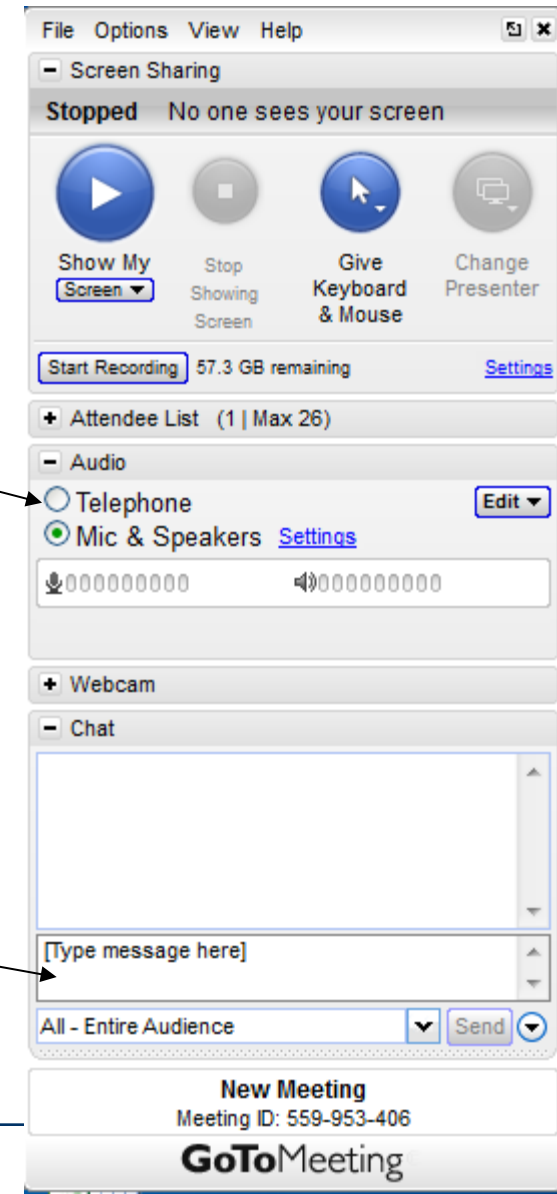 File Options View Help
Screen Sharing
Stopped No one sees your screen
Show My
Screen
Stop
Showing
Screen
Give
Keyboard
& Mouse
Change
Presenter
Start Recording 57.3 GB remaining Settings
Attendee List (1 | Max 26)
Audio
Telephone Edit
Mic & Speakers Settings
000000000 000000000
Webcam
Chat
[Type message here]
All - Entire Audience Send
New Meeting
Meeting ID: 559-953-406
GoToMeeting